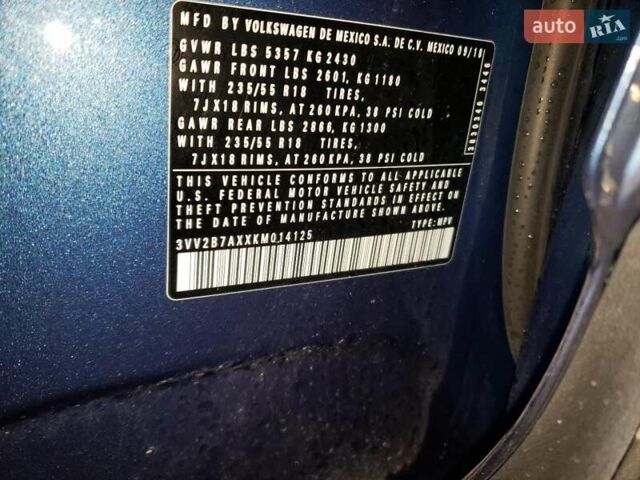 auto RIA.com
MFD BY VOLKSWAGEN DE MEXICO S.A. DE C.V. MEXICO 09/18
GVWR LBS 5357 KG 2430
GAWR FRONT LBS 2601, KG 1180
WITH 235/55 R18 TIRES,
7JX18 RIMS, AT 260 KPA, 38 PSI COLD
GAWR REAR LBS 2866, KG 1300
WITH 235/55 R18 TIRES,
7JX18 RIMS, AT 260 KPA, 38 PSI COLD
3830346 3446
THIS VEHICLE CONFORMS TO ALL APPLICABLE
U.S. FEDERAL MOTOR VEHICLE SAFETY AND
THEFT PREVENTION STANDARDS IN EFFECT ON
THE DATE OF MANUFACTURE SHOWN ABOVE.
3VV2B7AXXKM014125 TYPE: MPV